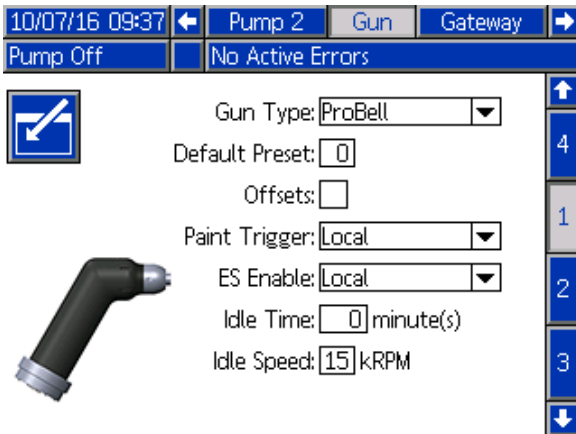 10/07/16 09:37 Pump 2 Gun Gateway
Pump Off No Active Errors
Gun Type: ProBell
Default Preset: 0
4
Offsets:
1
Paint Trigger: Local
ES Enable: Local
2
Idle Time: 0 minute(s)
Idle Speed: 15 kRPM
3